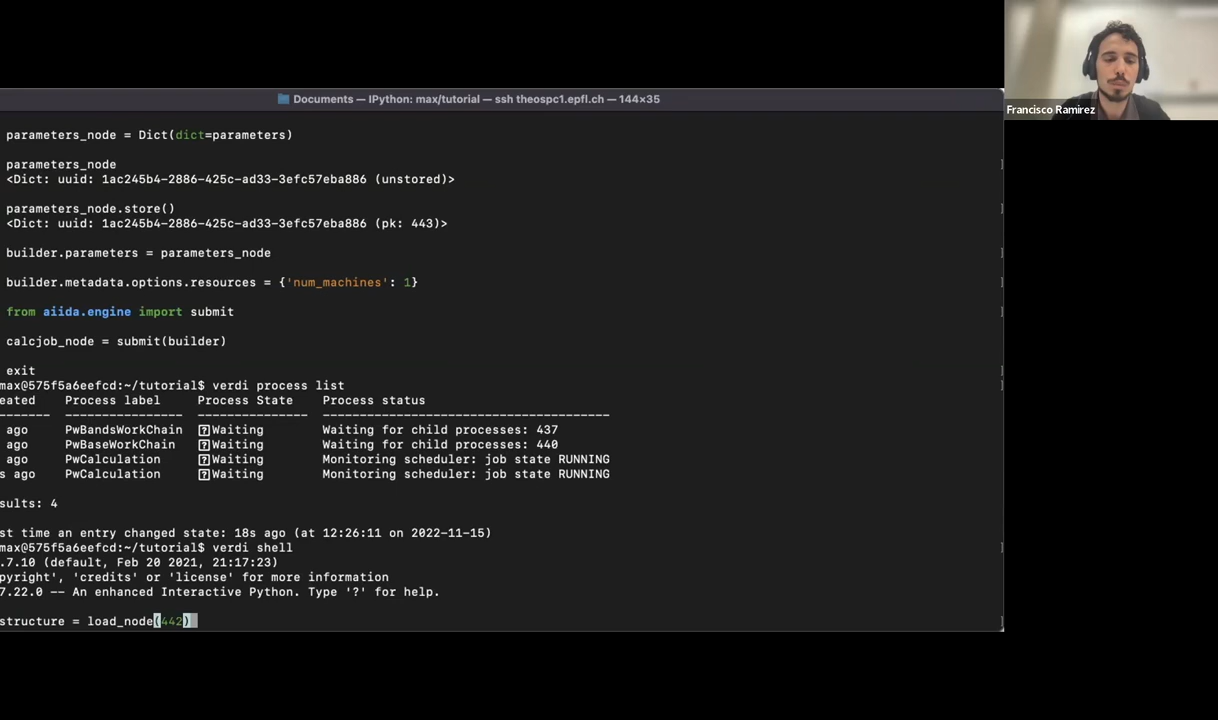 Documents — IPython: max/tutorial — ssh theospc1.epfl.ch — 144×35
Francisco Ramirez
parameters_node = Dict(dict=parameters)
parameters_node
<Dict: uuid: 1ac245b4-2886-425c-ad33-3efc57eba886 (unstored)>
parameters_node.store()
<Dict: uuid: 1ac245b4-2886-425c-ad33-3efc57eba886 (pk: 443)>
builder.parameters = parameters_node
builder.metadata.options.resources = {'num_machines': 1}
from aiida.engine import submit
calcjob_node = submit(builder)
exit
max@575f5a6eefcd:~/tutorial$ verdi process list
eated  Process label  Process State  Process status
-------  ----------------  ---------------  ---------------------------------------
ago  PwBandsWorkChain  Waiting  Waiting for child processes: 437
ago  PwBaseWorkChain  Waiting  Waiting for child processes: 440
ago  PwCalculation  Waiting  Monitoring scheduler: job state RUNNING
s ago  PwCalculation  Waiting  Monitoring scheduler: job state RUNNING
sults: 4
st time an entry changed state: 18s ago (at 12:26:11 on 2022-11-15)
max@575f5a6eefcd:~/tutorial$ verdi shell
.7.10 (default, Feb 20 2021, 21:17:23)
pyright', 'credits' or 'license' for more information
7.22.0 -- An enhanced Interactive Python. Type '?' for help.
structure = load_node(442)